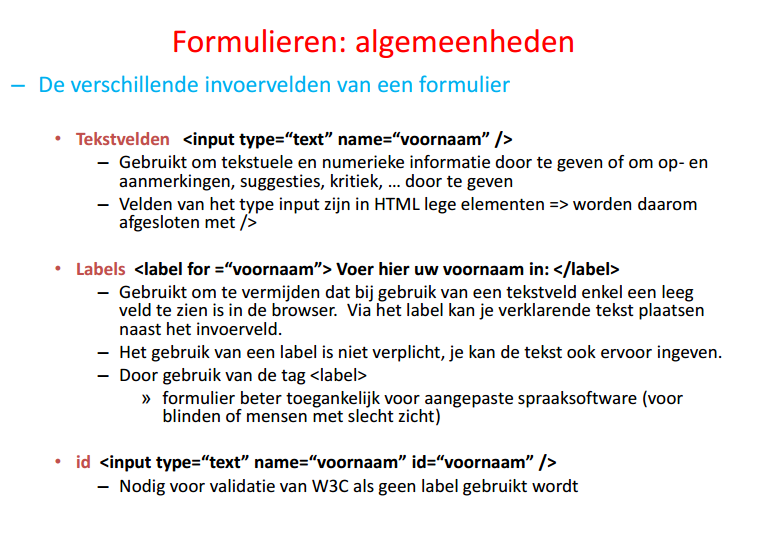 Formulieren: algemeenheden
– De verschillende invoervelden van een formulier
• Tekstvelden <input type=“text” name=“voornaam” />
– Gebruikt om tekstuele en numerieke informatie door te geven of om op- en
aanmerkingen, suggesties, kritiek, … door te geven
– Velden van het type input zijn in HTML lege elementen => worden daarom
afgesloten met />
• Labels <label for =“voornaam”> Voer hier uw voornaam in: </label>
– Gebruikt om te vermijden dat bij gebruik van een tekstveld enkel een leeg
veld te zien is in de browser. Via het label kan je verklarende tekst plaatsen
naast het invoerveld.
– Het gebruik van een label is niet verplicht, je kan de tekst ook ervoor ingeven.
– Door gebruik van de tag <label>
» formulier beter toegankelijk voor aangepaste spraaksoftware (voor
blinden of mensen met slecht zicht)
• id <input type=“text” name=“voornaam” id=“voornaam” />
– Nodig voor validatie van W3C als geen label gebruikt wordt